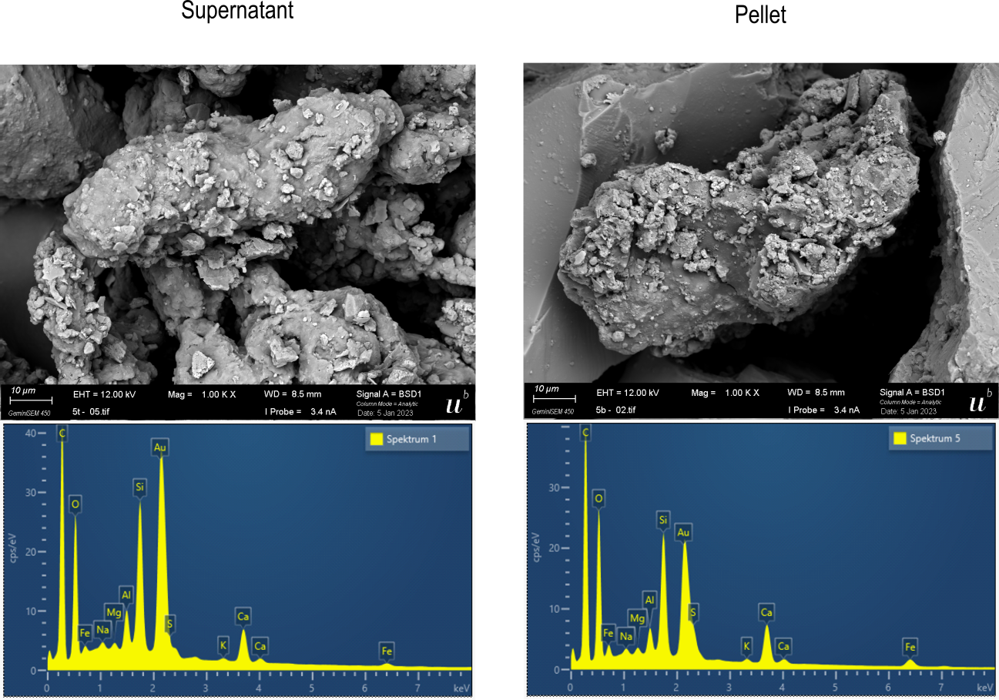 Supernatant
Pellet
10 µm
EHT = 12.00 kV
Mag = 1.00 K X
WD = 8.5 mm
Signal A = BSD1
Column Mode = Analytic
GeminiSEM 450
5t - 05.tif
I Probe = 3.4 nA
Date: 5 Jan 2023
u b
10 µm
EHT = 12.00 kV
Mag = 1.00 K X
WD = 8.5 mm
Signal A = BSD1
Column Mode = Analytic
GeminiSEM 450
5b - 02.tif
I Probe = 3.4 nA
Date: 5 Jan 2023
u b
Spektrum 1
cps/eV
40
30
20
10
0
C
O
Fe
Na
Mg
Al
Si
Au
S
K
Ca
Ca
Fe
0 1 2 3 4 5 6 7 keV
Spektrum 5
cps/eV
30
20
10
0
C
O
Fe
Na
Mg
Al
Si
Au
S
K
Ca
Ca
Fe
0 1 2 3 4 5 6 7 keV